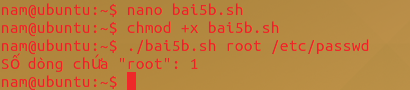 nam@ubuntu:~$ nano bai5b.sh
nam@ubuntu:~$ chmod +x bai5b.sh
nam@ubuntu:~$ ./bai5b.sh root /etc/passwd
Số dòng chứa "root": 1
nam@ubuntu:~$